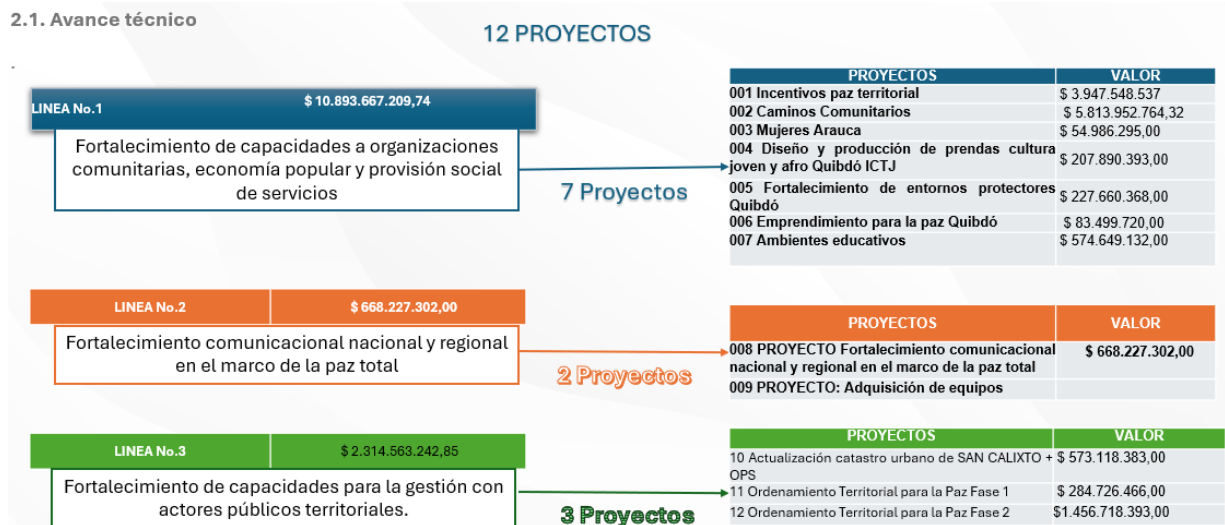 2.1. Avance técnico
12 PROYECTOS
.
LINEA No.1 $ 10.893.667.209,74
Fortalecimiento de capacidades a organizaciones
comunitarias, economía popular y provisión social
de servicios
7 Proyectos
PROYECTOS VALOR
001 Incentivos paz territorial $ 3.947.548.537
002 Caminos Comunitarios $ 5.813.952.764,32
003 Mujeres Arauca $ 54.986.295,00
004 Diseño y producción de prendas cultura
joven y afro Quibdó ICTJ $ 207.890.393,00
005 Fortalecimiento de entornos protectores
Quibdó $ 227.660.368,00
006 Emprendimiento para la paz Quibdó $ 83.499.720,00
007 Ambientes educativos $ 574.649.132,00
LINEA No.2 $ 668.227.302,00
Fortalecimiento comunicacional nacional y regional
en el marco de la paz total
2 Proyectos
PROYECTOS VALOR
008 PROYECTO Fortalecimiento comunicacional
nacional y regional en el marco de la paz total $ 668.227.302,00
009 PROYECTO: Adquisición de equipos
LINEA No.3 $ 2.314.563.242,85
Fortalecimiento de capacidades para la gestión con
actores públicos territoriales.
3 Proyectos
PROYECTOS VALOR
10 Actualización catastro urbano de SAN CALIXTO + $ 573.118.383,00
OPS
11 Ordenamiento Territorial para la Paz Fase 1 $ 284.726.466,00
12 Ordenamiento Territorial para la Paz Fase 2 $1.456.718.393,00